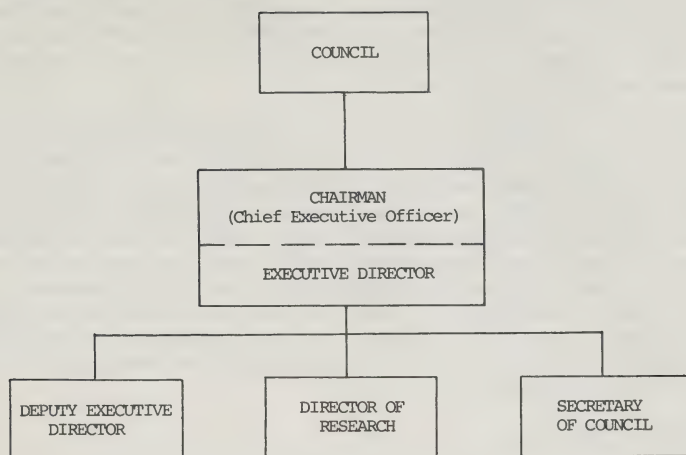 COUNCIL
CHAIRMAN
(Chief Executive Officer)
EXECUTIVE DIRECTOR
DEPUTY EXECUTIVE
DIRECTOR
DIRECTOR OF
RESEARCH
SECRETARY
OF COUNCIL